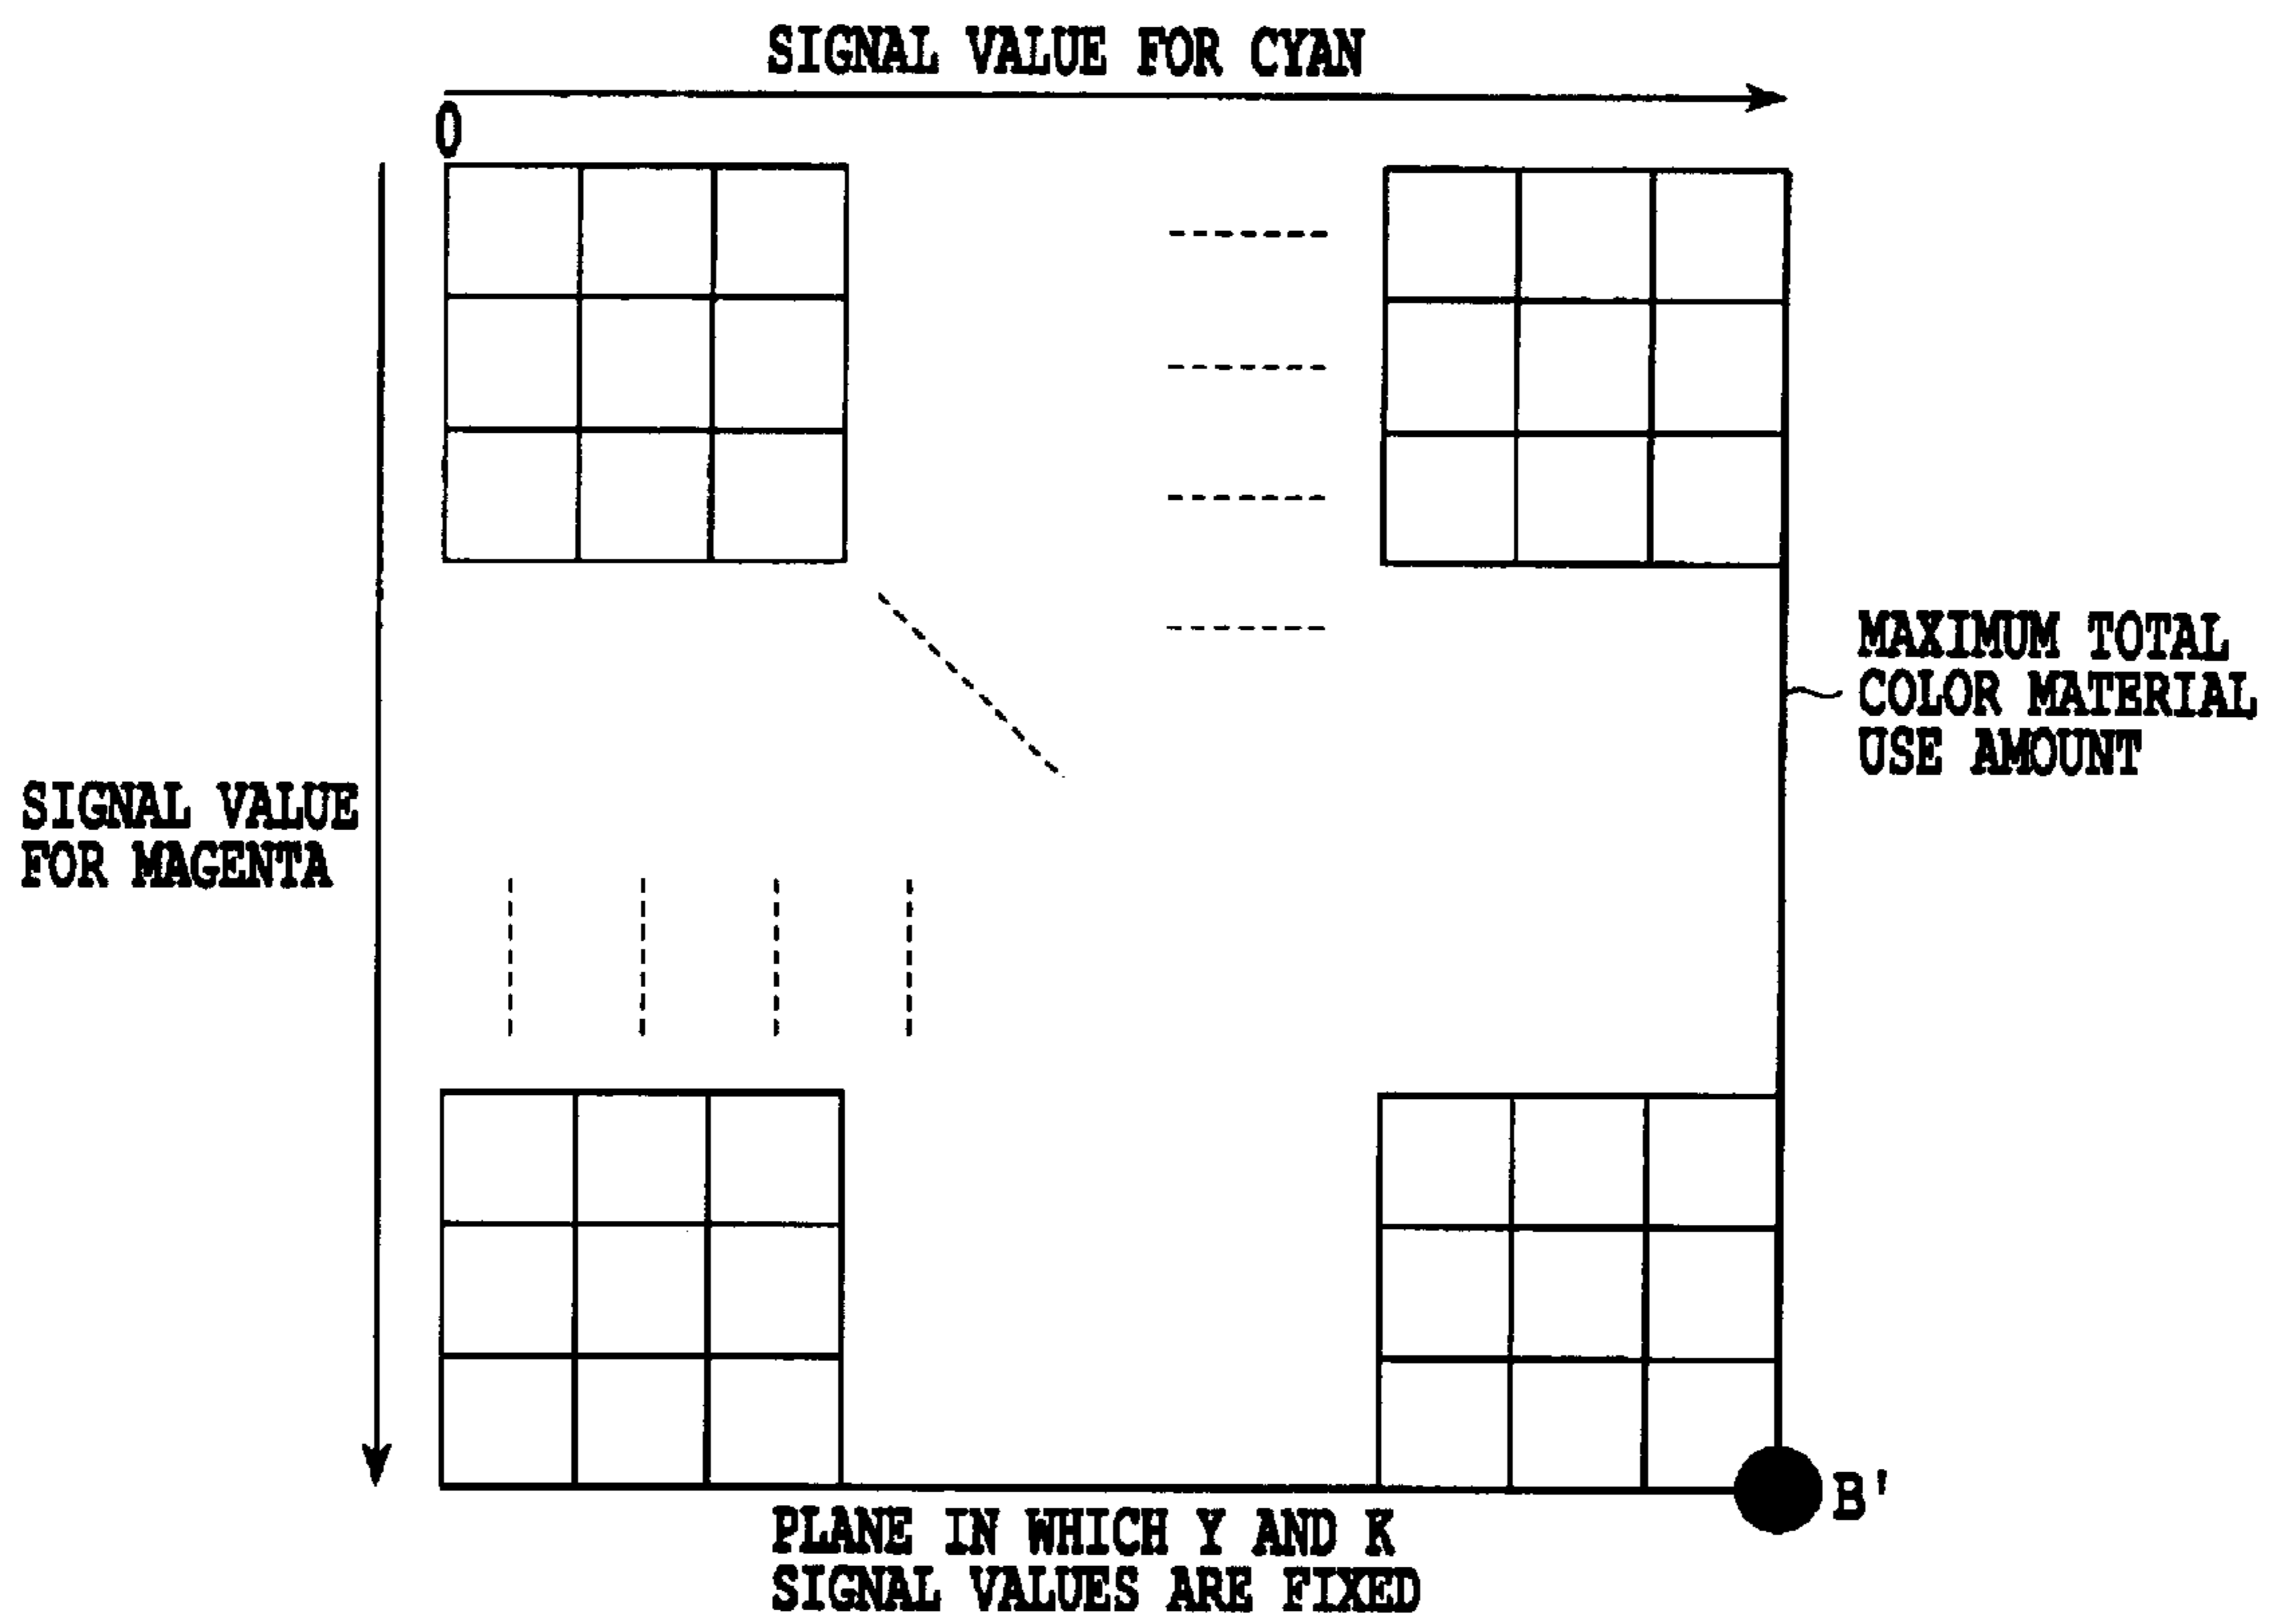 SIGNAL VALUE FOR CYAN
0
SIGNAL VALUE
FOR MAGENTA
MAXIMUM TOTAL
COLOR MATERIAL
USE AMOUNT
B'
PLANE IN WHICH Y AND K
SIGNAL VALUES ARE FIXED